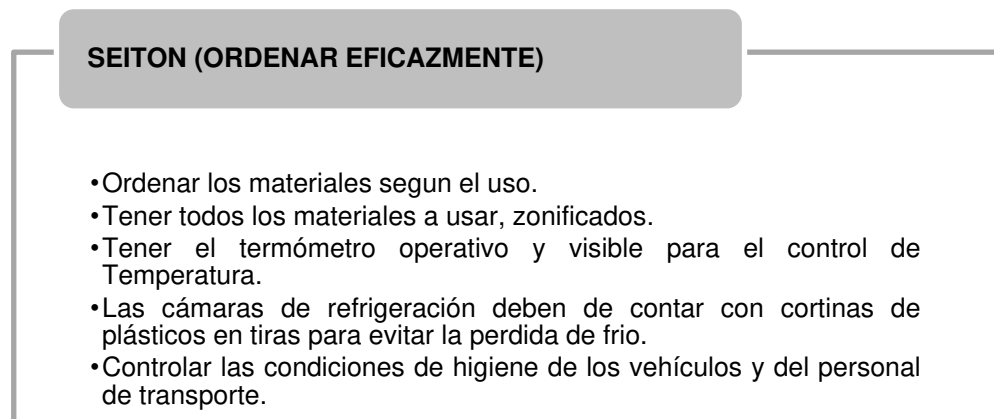 SEITON (ORDENAR EFICAZMENTE)
•Ordenar los materiales segun el uso.
•Tener todos los materiales a usar, zonificados.
•Tener el termómetro operativo y visible para el control de
Temperatura.
•Las cámaras de refrigeración deben de contar con cortinas de
plásticos en tiras para evitar la perdida de frio.
•Controlar las condiciones de higiene de los vehículos y del personal
de transporte.